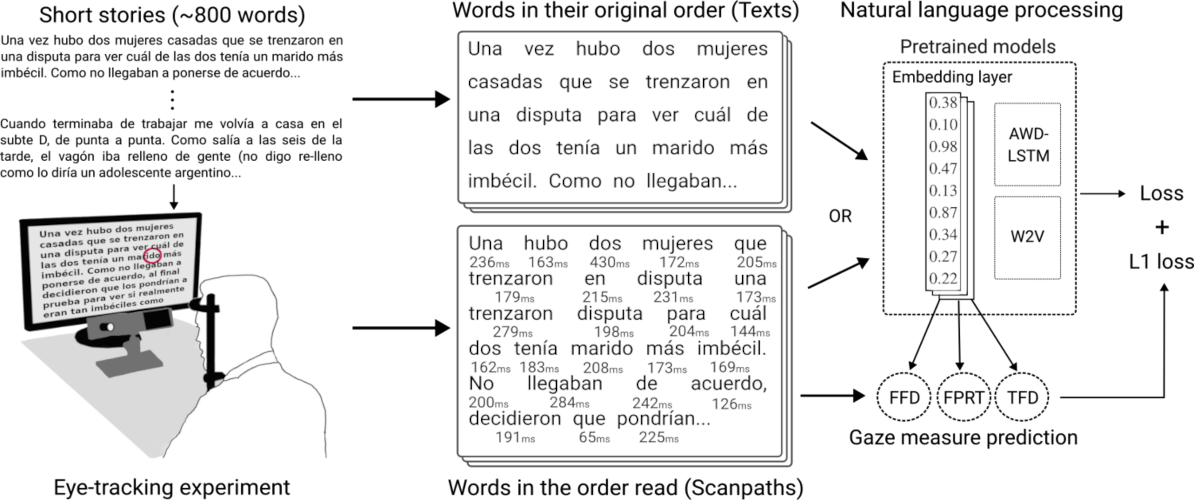 Short stories (~800 words)
Una vez hubo dos mujeres casadas que se trenzaron en
una disputa para ver cuál de las dos tenía un marido más
imbécil. Como no llegaban a ponerse de acuerdo...
Cuando terminaba de trabajar me volvía a casa en el
subte D, de punta a punta. Como salía a las seis de la
tarde, el vagón iba relleno de gente (no digo re-lleno
como lo diría un adolescente argentino...
Una vez hubo dos mujeres
casadas que se trenzaron en
una disputa para ver cuál de
las dos tenía un marido más
imbécil. Como no llegaban a
ponerse de acuerdo, al final
decidieron que los pondrían a
prueba para ver si realmente
eran tan imbéciles como
Eye-tracking experiment
Words in their original order (Texts)
Una vez hubo dos mujeres
casadas que se trenzaron en
una disputa para ver cuál de
las dos tenía un marido más
imbécil. Como no llegaban...
Una hubo dos mujeres que
236ms 163ms 430ms 172ms 205ms
trenzaron en disputa una
179ms 215ms 231ms 173ms
trenzaron disputa para cuál
279ms 198ms 204ms 144ms
dos tenía marido más imbécil.
162ms 183ms 208ms 173ms 169ms
No llegaban de acuerdo,
200ms 284ms 242ms 126ms
decidieron que pondrían...
191ms 65ms 225ms
Words in the order read (Scanpaths)
OR
Natural language processing
Pretrained models
Embedding layer
0.38
0.10
0.98
0.47
0.13
0.87
0.34
0.27
0.22
AWD-
LSTM
W2V
Loss
+
L1 loss
FFD FPRT TFD
Gaze measure prediction